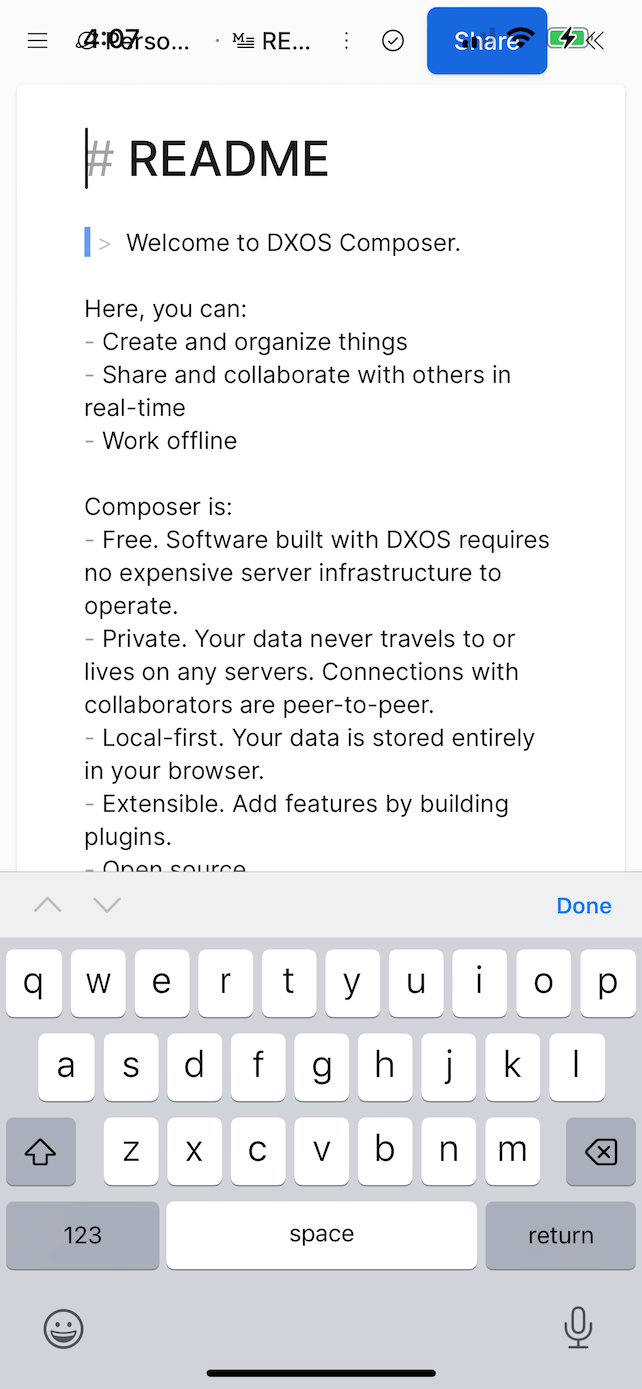 4:07
Perso... · RE... Share
# README
> Welcome to DXOS Composer.
Here, you can:
- Create and organize things
- Share and collaborate with others in
real-time
- Work offline
Composer is:
- Free. Software built with DXOS requires
no expensive server infrastructure to
operate.
- Private. Your data never travels to or
lives on any servers. Connections with
collaborators are peer-to-peer.
- Local-first. Your data is stored entirely
in your browser.
- Extensible. Add features by building
plugins.
- Open source
Done
q w e r t y u i o p
a s d f g h j k l
z x c v b n m
123 space return